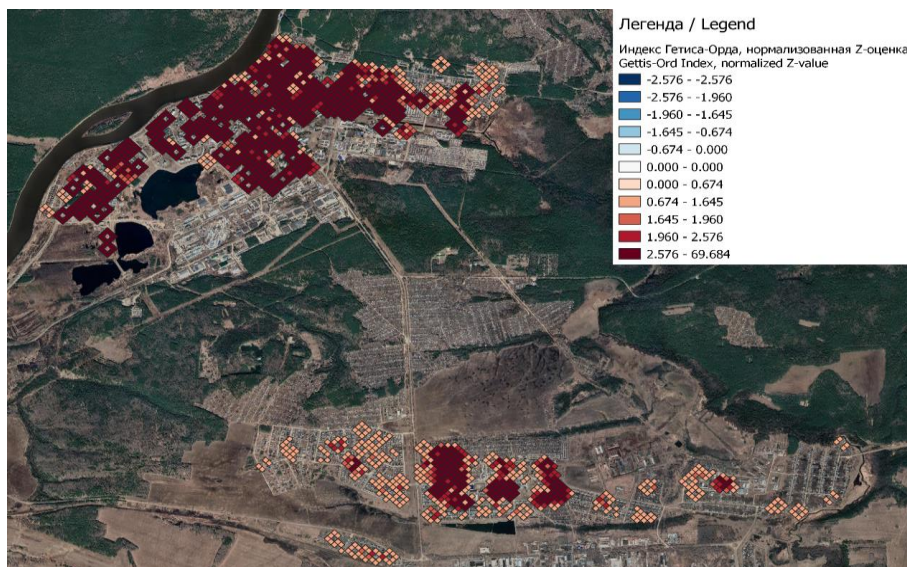 Легенда / Legend
Индекс Гетиса-Орда, нормализованная Z-оценка
Gettis-Ord Index, normalized Z-value
-2.576 - -2.576
-2.576 - -1.960
-1.960 - -1.645
-1.645 - -0.674
-0.674 - 0.000
0.000 - 0.000
0.000 - 0.674
0.674 - 1.645
1.645 - 1.960
1.960 - 2.576
2.576 - 69.684